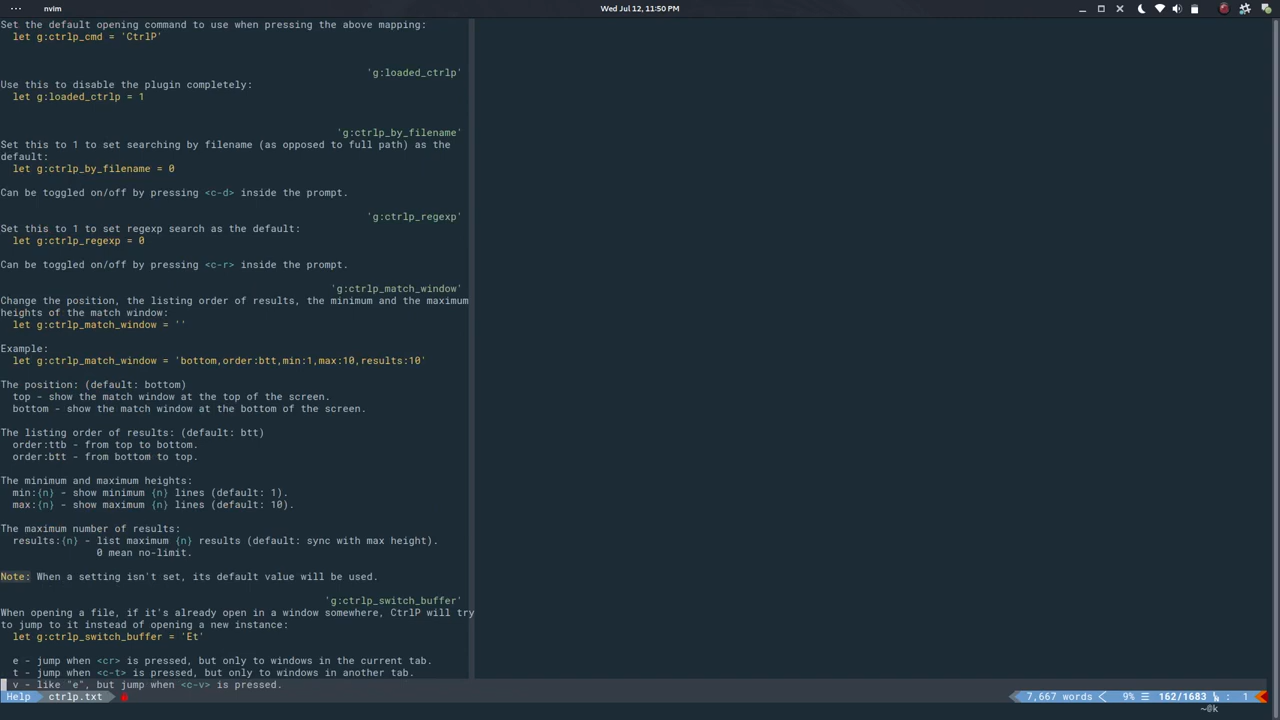 nvim
Wed Jul 12, 11:50 PM
Set the default opening command to use when pressing the above mapping:
let g:ctrlp_cmd = 'CtrlP'
'g:loaded_ctrlp'
Use this to disable the plugin completely:
let g:loaded_ctrlp = 1
'g:ctrlp_by_filename'
Set this to 1 to set searching by filename (as opposed to full path) as the
default:
let g:ctrlp_by_filename = 0
Can be toggled on/off by pressing <c-d> inside the prompt.
'g:ctrlp_regexp'
Set this to 1 to set regexp search as the default:
let g:ctrlp_regexp = 0
Can be toggled on/off by pressing <c-r> inside the prompt.
'g:ctrlp_match_window'
Change the position, the listing order of results, the minimum and the maximum
heights of the match window:
let g:ctrlp_match_window = ''
Example:
let g:ctrlp_match_window = 'bottom,order:btt,min:1,max:10,results:10'
The position: (default: bottom)
top - show the match window at the top of the screen.
bottom - show the match window at the bottom of the screen.
The listing order of results: (default: btt)
order:ttb - from top to bottom.
order:btt - from bottom to top.
The minimum and maximum heights:
min:{n} - show minimum {n} lines (default: 1).
max:{n} - show maximum {n} lines (default: 10).
The maximum number of results:
results:{n} - list maximum {n} results (default: sync with max height).
0 mean no-limit.
Note: When a setting isn't set, its default value will be used.
'g:ctrlp_switch_buffer'
When opening a file, if it's already open in a window somewhere, CtrlP will try
to jump to it instead of opening a new instance:
let g:ctrlp_switch_buffer = 'Et'
e - jump when <cr> is pressed, but only to windows in the current tab.
t - jump when <c-t> is pressed, but only to windows in another tab.
v - like "e", but jump when <c-v> is pressed.
Help ctrlp.txt 7,667 words 9% ☰ 162/1683 : 1
~@k